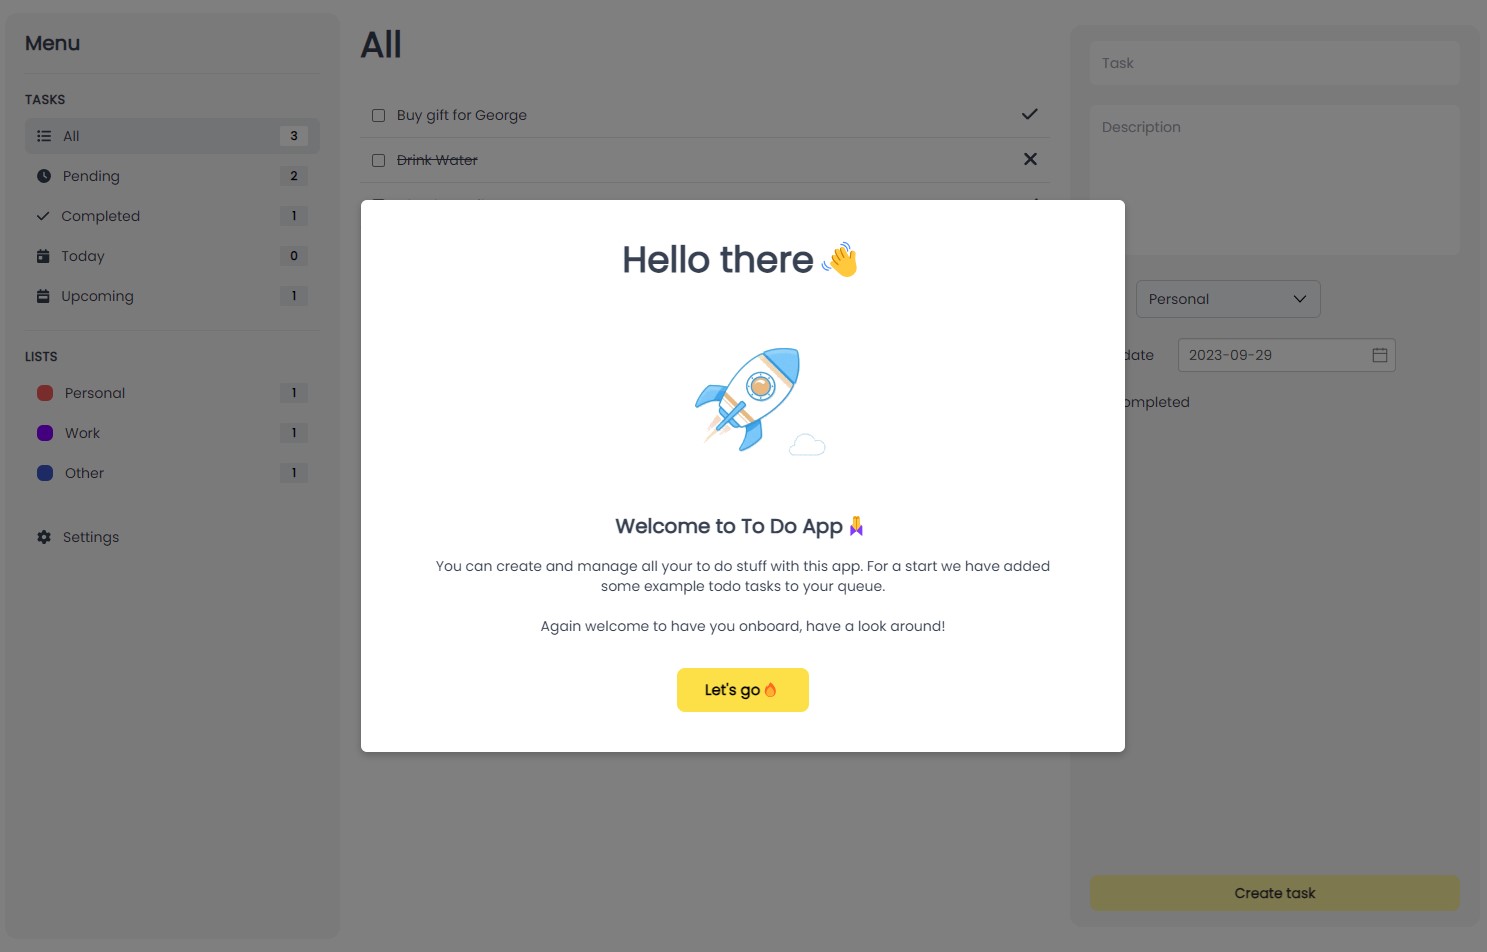 Menu
TASKS
All 3
Pending 2
Completed 1
Today 0
Upcoming 1
LISTS
Personal 1
Work 1
Other 1
Settings
All
Buy gift for George
Drink Water
Hello there 👋
Welcome to To Do App
You can create and manage all your to do stuff with this app. For a start we have added
some example todo tasks to your queue.
Again welcome to have you onboard, have a look around!
Let's go🔥
Task
Description
Personal
date 2023-09-29
ompleted
Create task